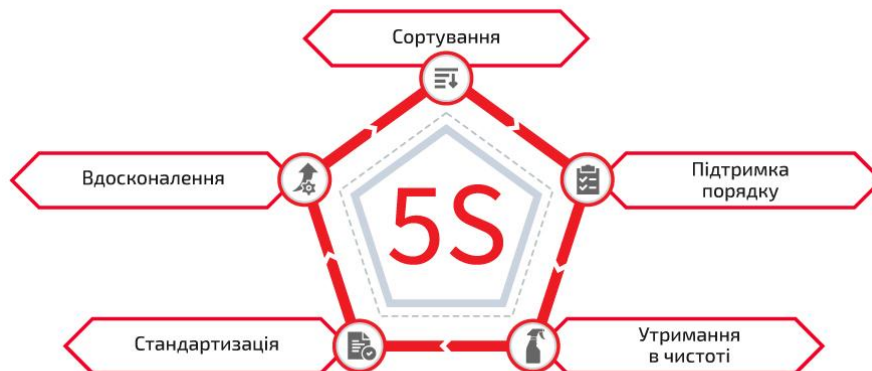 Сортування
Вдосконалення
5S
Підтримка
порядку
Стандартизація
Утримання
в чистоті